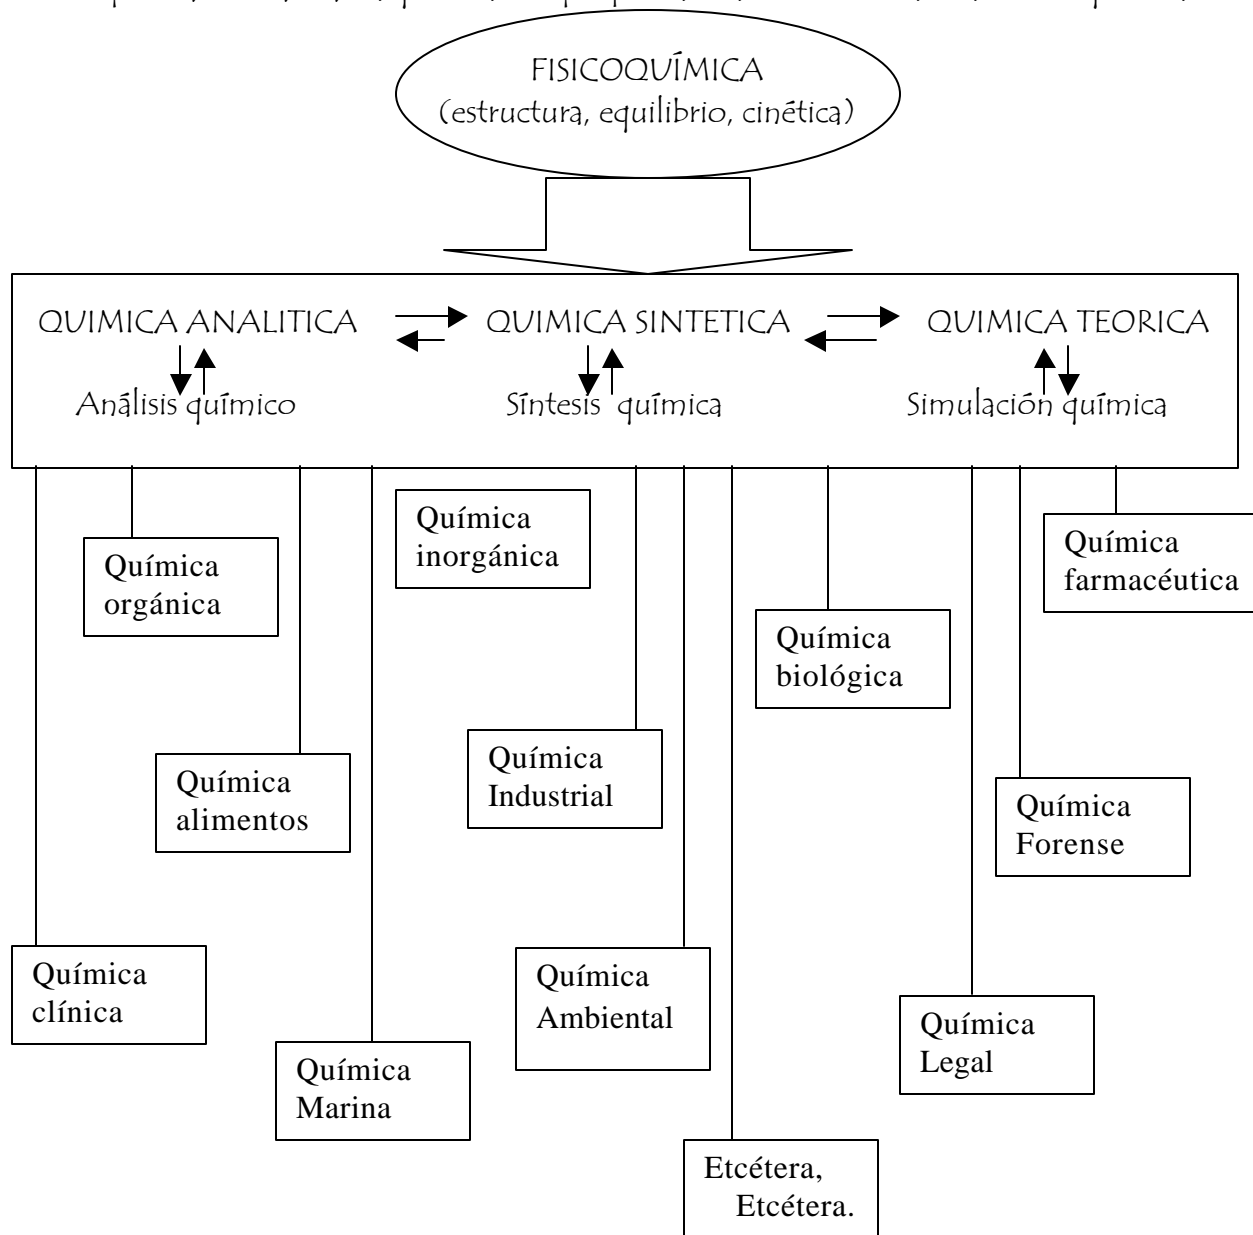 FISICOQUÍMICA
(estructura, equilibrio, cinética)
QUIMICA ANALITICA
QUIMICA SINTETICA
QUIMICA TEORICA
Análisis químico
Síntesis química
Simulación química
Química
inorgánica
Química
farmacéutica
Química
orgánica
Química
biológica
Química
Industrial
Química
alimentos
Química
Forense
Química
clínica
Química
Ambiental
Química
Legal
Química
Marina
Etcétera,
Etcétera.